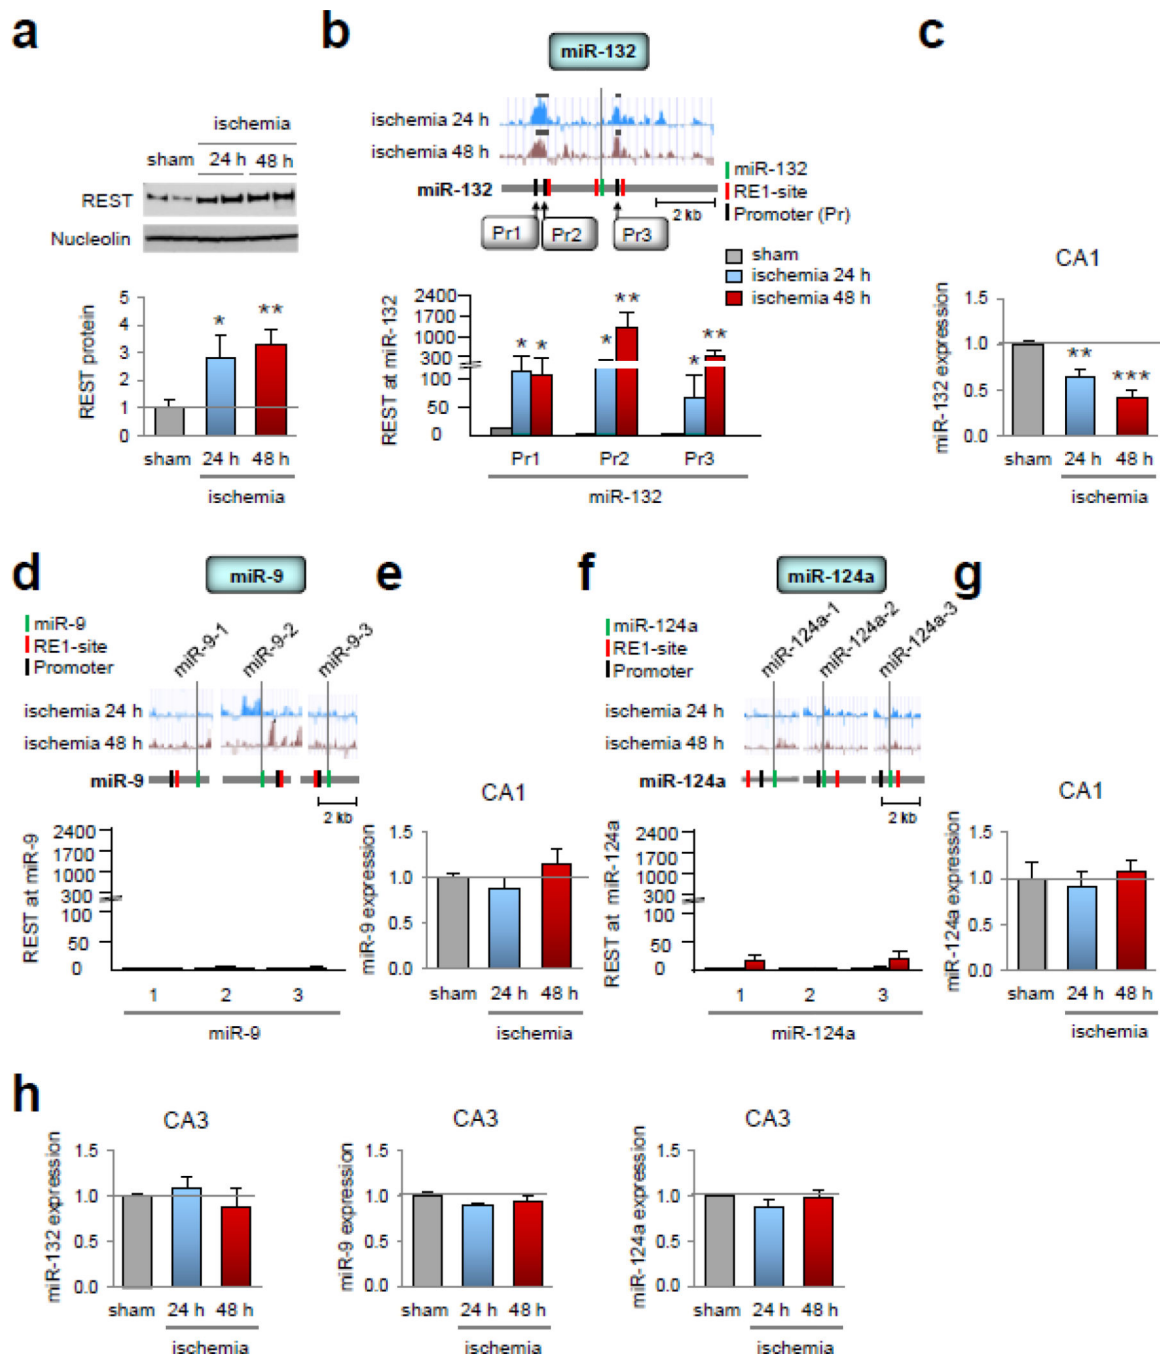 a
ischemia
sham 24 h 48 h
REST
Nucleolin
REST protein
5
4
3
2
1
0
*
**
sham 24 h 48 h
ischemia
b
miR-132
ischemia 24 h
ischemia 48 h
miR-132
2 kb
miR-132
RE1-site
Promoter (Pr)
Pr1 Pr2 Pr3
sham
ischemia 24 h
ischemia 48 h
REST at miR-132
2400
1700
1000
300
100
50
0
* *
* **
* **
Pr1 Pr2 Pr3
miR-132
c
CA1
miR-132 expression
1.5
1.0
0.5
0.0
**
***
sham 24 h 48 h
ischemia
d
miR-9
miR-9
RE1-site
Promoter
miR-9-1
miR-9-2
miR-9-3
ischemia 24 h
ischemia 48 h
miR-9
2 kb
REST at miR-9
2400
1700
1000
300
100
50
0
1 2 3
miR-9
e
CA1
miR-9 expression
1.5
1.0
0.5
0.0
sham 24 h 48 h
ischemia
f
miR-124a
miR-124a
RE1-site
Promoter
miR-124a-1
miR-124a-2
miR-124a-3
ischemia 24 h
ischemia 48 h
miR-124a
2 kb
REST at miR-124a
2400
1700
1000
300
100
50
0
1 2 3
miR-124a
g
CA1
miR-124a expression
1.5
1.0
0.5
0.0
sham 24 h 48 h
ischemia
h
CA3
miR-132 expression
1.5
1.0
0.5
0.0
sham 24 h 48 h
ischemia
CA3
miR-9 expression
1.5
1.0
0.5
0.0
sham 24 h 48 h
ischemia
CA3
miR-124a expression
1.5
1.0
0.5
0.0
sham 24 h 48 h
ischemia